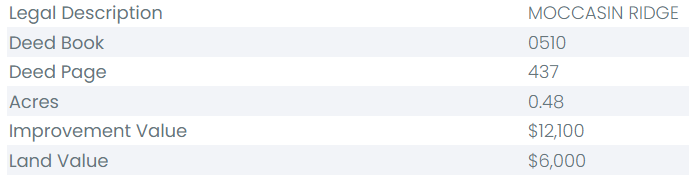 Legal Description MOCCASIN RIDGE
Deed Book 0510
Deed Page 437
Acres 0.48
Improvement Value $12,100
Land Value $6,000